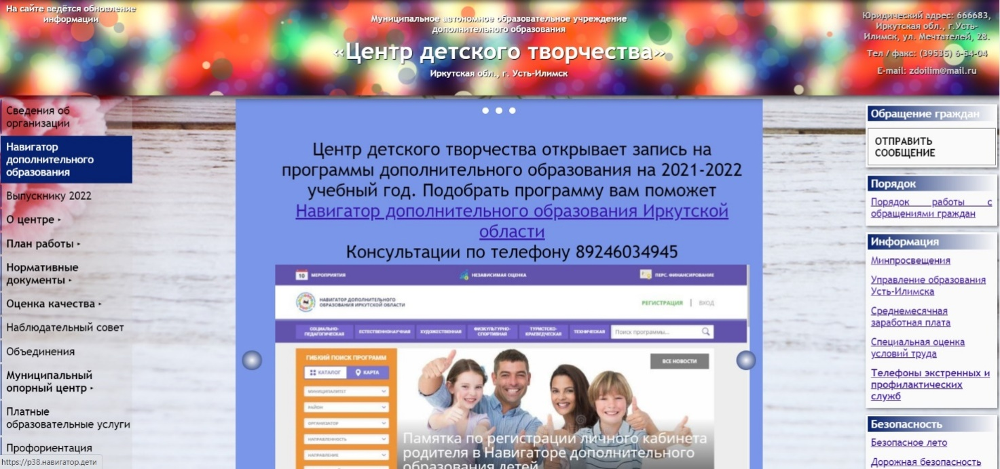 На сайте ведётся обновление
информации
Муниципальное автономное образовательное учреждение
дополнительного образования
«Центр детского творчества»
Иркутская обл., г. Усть-Илимск
Юридический адрес: 666683,
Иркутская обл., г.Усть-
Илимск, ул. Мечтателей, 28.
Тел / факс: (39535) 6-54-04
E-mail: zdoilim@mail.ru
Сведения об
организации
Навигатор
дополнительного
образования
Выпускнику 2022
О центре
План работы
Нормативные
документы
Оценка качества
Наблюдательный совет
Объединения
Муниципальный
опорный центр
Платные
образовательные услуги
Профориентация
https://р38.навигатор.дети
Центр детского творчества открывает запись на
программы дополнительного образования на 2021-2022
учебный год. Подобрать программу вам поможет
Навигатор дополнительного образования Иркутской
области
Консультации по телефону 89246034945
10 МЕРОПРИЯТИЯ
НЕЗАВИСИМАЯ ОЦЕНКА
ПЕРС. ФИНАНСИРОВАНИЕ
НАВИГАТОР ДОПОЛНИТЕЛЬНОГО
ОБРАЗОВАНИЯ ИРКУТСКОЙ ОБЛАСТИ
РЕГИСТРАЦИЯ | ВХОД
СОЦИАЛЬНО-
ПЕДАГОГИЧЕСКАЯ
ЕСТЕСТВЕННОНАУЧНАЯ
ХУДОЖЕСТВЕННАЯ
ФИЗКУЛЬТУРНО-
СПОРТИВНАЯ
ТУРИСТСКО-
КРАЕВЕДЧЕСКАЯ
ТЕХНИЧЕСКАЯ
Поиск программы...
ГИБКИЙ ПОИСК ПРОГРАММ
КАТАЛОГ
КАРТА
МУНИЦИПАЛИТЕТ
РАЙОН
ОРГАНИЗАТОР
НАПРАВЛЕННОСТЬ
НАПРАВЛЕНИЕ
ВСЕ НОВОСТИ
Памятка по регистрации личного кабинета
родителя в Навигаторе дополнительного
образования детей
Обращение граждан
ОТПРАВИТЬ
СООБЩЕНИЕ
Порядок
Порядок работы с
обращениями граждан
Информация
Минпросвещения
Управление образования
Усть-Илимска
Среднемесячная
заработная плата
Специальная оценка
условий труда
Телефоны экстренных и
профилактических
служб
Безопасность
Безопасное лето
Дорожная безопасность